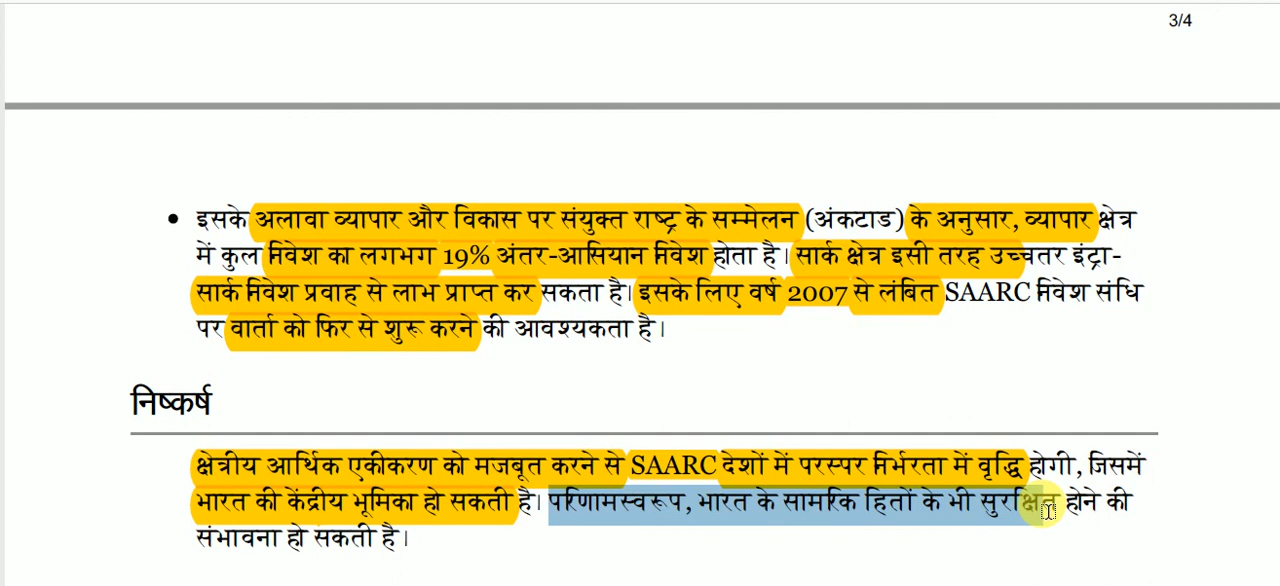 3/4
• इसके अलावा व्यापार और विकास पर संयुक्त राष्ट्र के सम्मेलन (अंकटाड) के अनुसार, व्यापार क्षेत्र
में कुल निवेश का लगभग 19% अंतर-आसियान निवेश होता है। सार्क क्षेत्र इसी तरह उच्चतर इंट्रा-
सार्क निवेश प्रवाह से लाभ प्राप्त कर सकता है। इसके लिए वर्ष 2007 से लंबित SAARC निवेश संधि
पर वार्ता को फिर से शुरू करने की आवश्यकता है।
निष्कर्ष
क्षेत्रीय आर्थिक एकीकरण को मजबूत करने से SAARC देशों में परस्पर निर्भरता में वृद्धि होगी, जिसमें
भारत की केंद्रीय भूमिका हो सकती है। परिणामस्वरूप, भारत के सामरिक हितों के भी सुरक्षित होने की
संभावना हो सकती है।